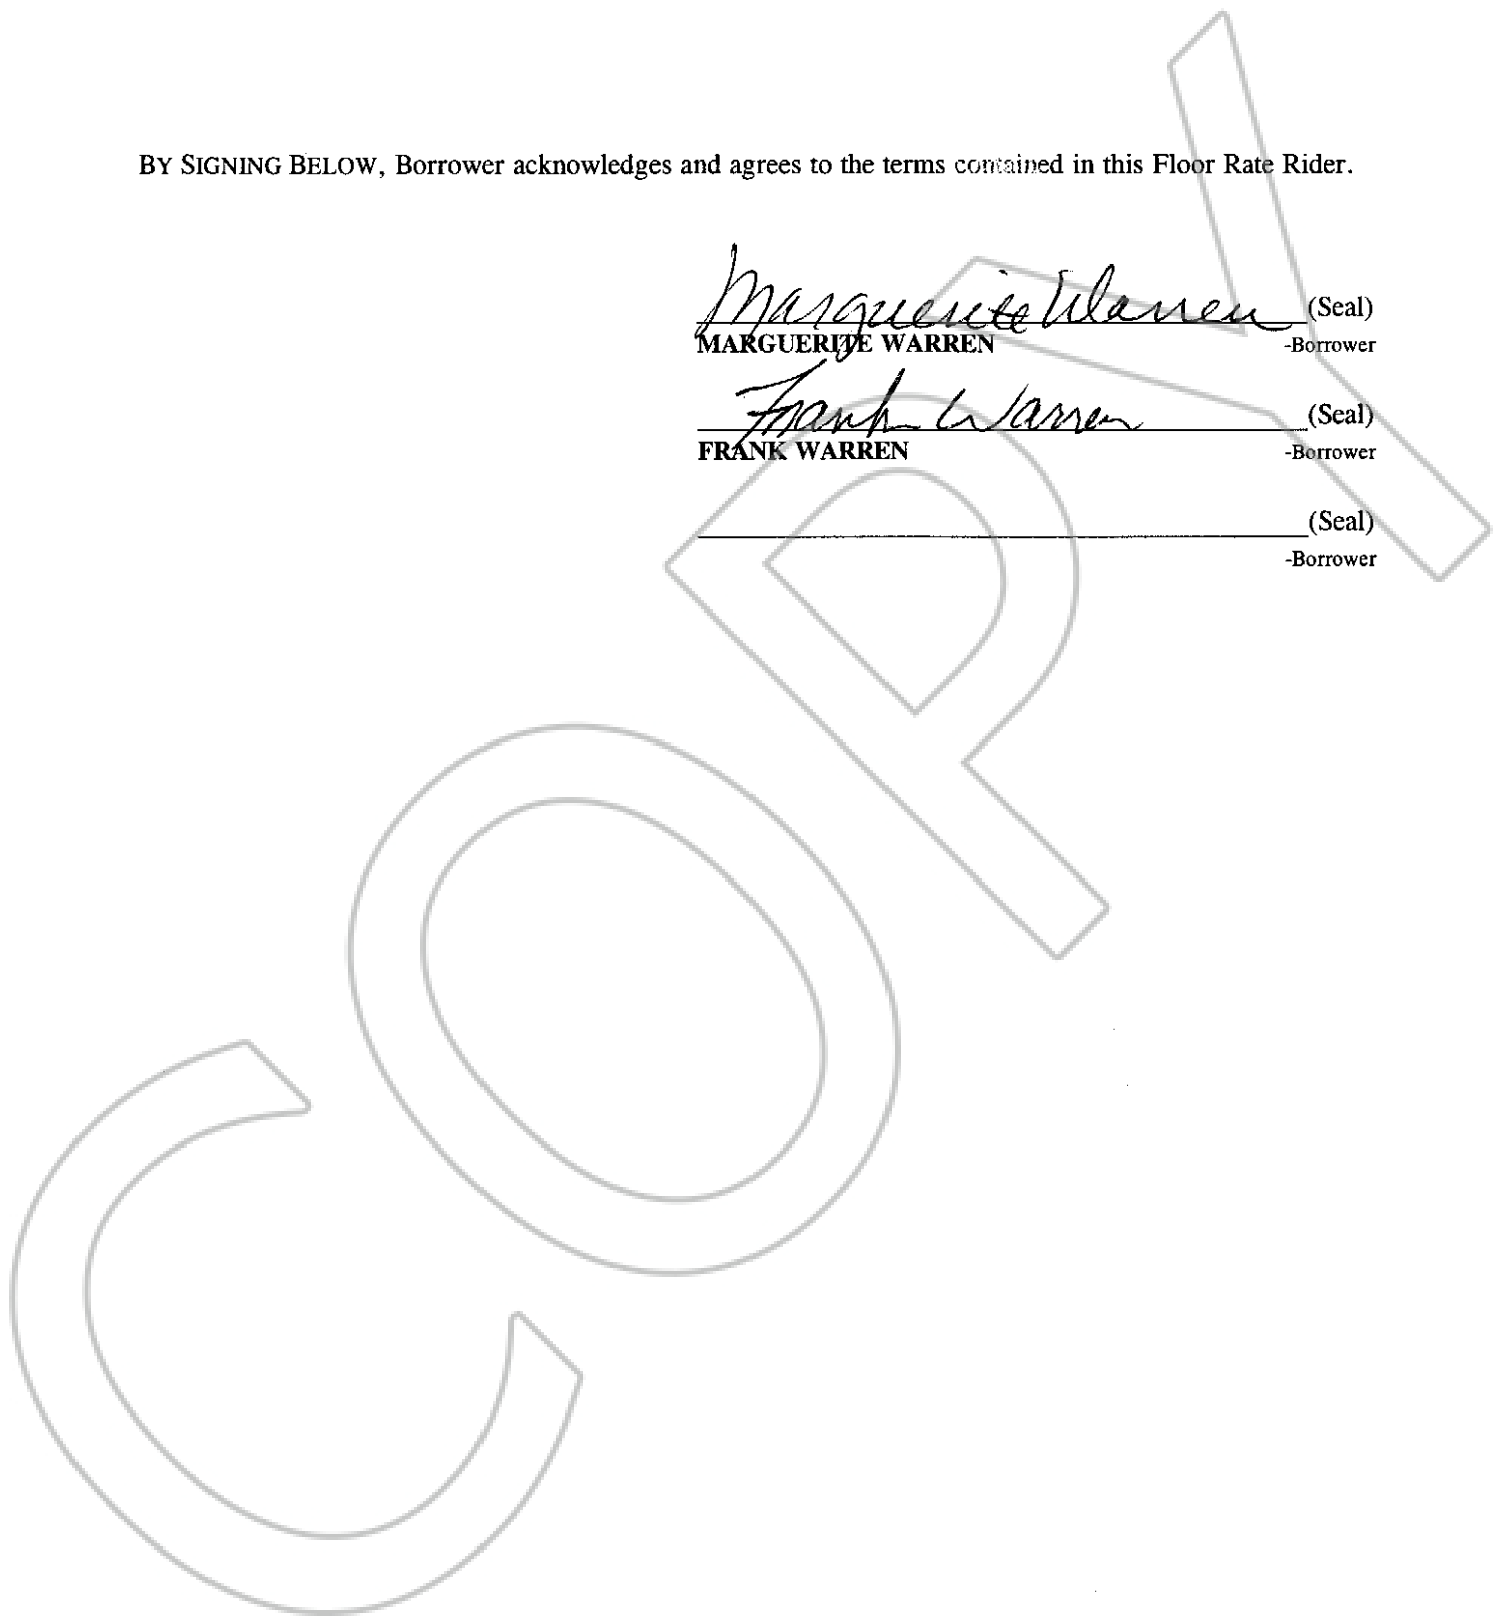 BY SIGNING BELOW, Borrower acknowledges and agrees to the terms contained in this Floor Rate Rider.
Marguerite Warren (Seal)
MARGUERITE WARREN -Borrower
Frank Warren (Seal)
FRANK WARREN -Borrower
(Seal)
-Borrower
COPY